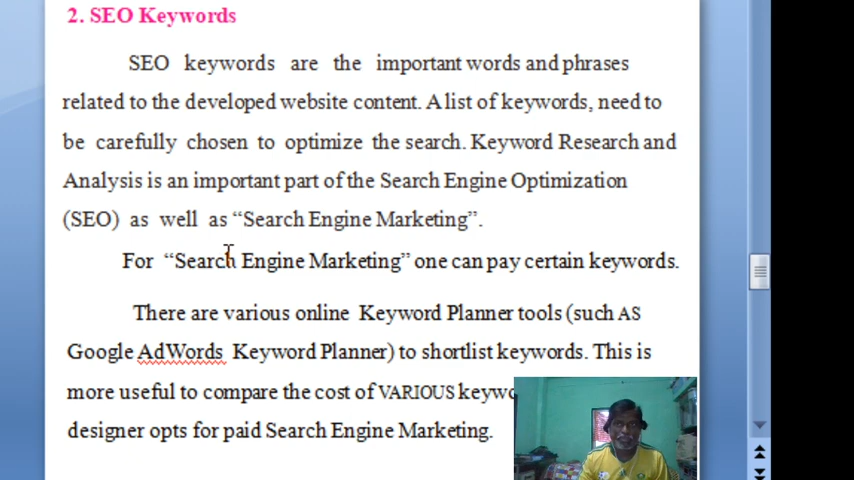 2. SEO Keywords
SEO keywords are the important words and phrases
related to the developed website content. A list of keywords, need to
be carefully chosen to optimize the search. Keyword Research and
Analysis is an important part of the Search Engine Optimization
(SEO) as well as “Search Engine Marketing”.
For “Search Engine Marketing” one can pay certain keywords.
There are various online Keyword Planner tools (such AS
Google AdWords Keyword Planner) to shortlist keywords. This is
more useful to compare the cost of VARIOUS
designer opts for paid Search Engine Marketing.